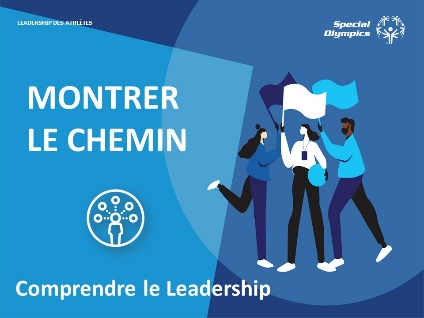 LEADERSHIP DES ATHLÈTES
Special
Olympics
MONTRER
LE CHEMIN
Comprendre le Leadership